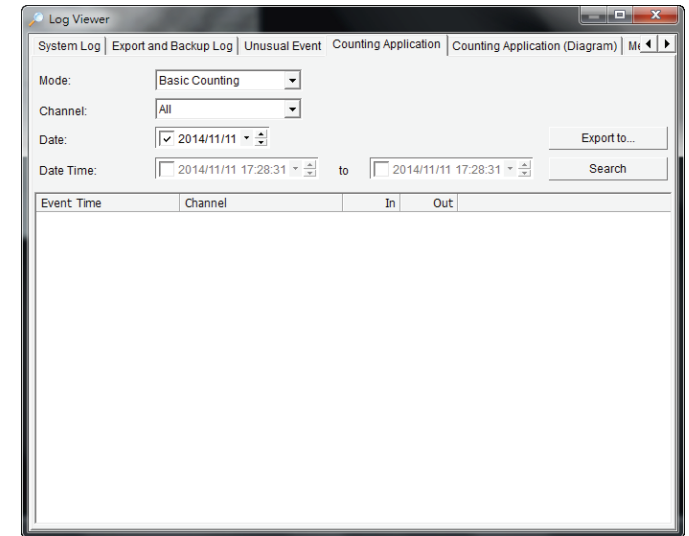 Log Viewer
System Log Export and Backup Log Unusual Event Counting Application Counting Application (Diagram)
Mode: Basic Counting
Channel: All
Date: 2014/11/11 Export to...
Date Time: 2014/11/11 17:28:31 to 2014/11/11 17:28:31 Search
Event Time Channel In Out